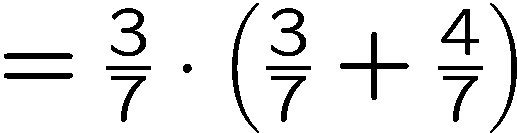 = 3/7 · (3/7 + 4/7)